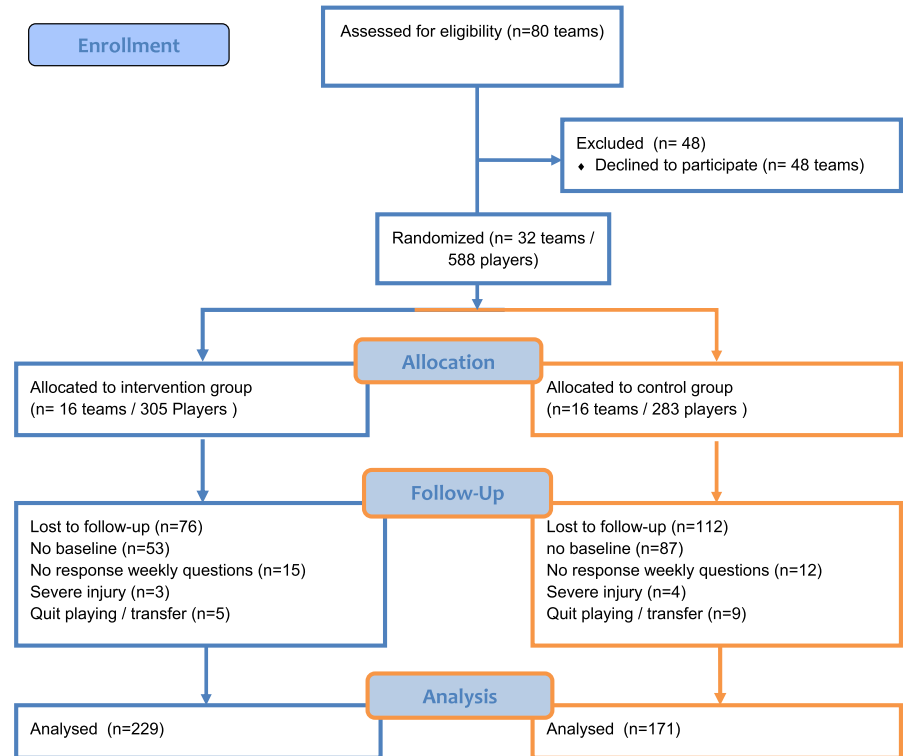 Enrollment
Assessed for eligibility (n=80 teams)
Excluded (n= 48)
♦ Declined to participate (n= 48 teams)
Randomized (n= 32 teams /
588 players)
Allocation
Allocated to intervention group
(n= 16 teams / 305 Players )
Allocated to control group
(n=16 teams / 283 players )
Follow-Up
Lost to follow-up (n=76)
No baseline (n=53)
No response weekly questions (n=15)
Severe injury (n=3)
Quit playing / transfer (n=5)
Lost to follow-up (n=112)
no baseline (n=87)
No response weekly questions (n=12)
Severe injury (n=4)
Quit playing / transfer (n=9)
Analysis
Analysed (n=229)
Analysed (n=171)